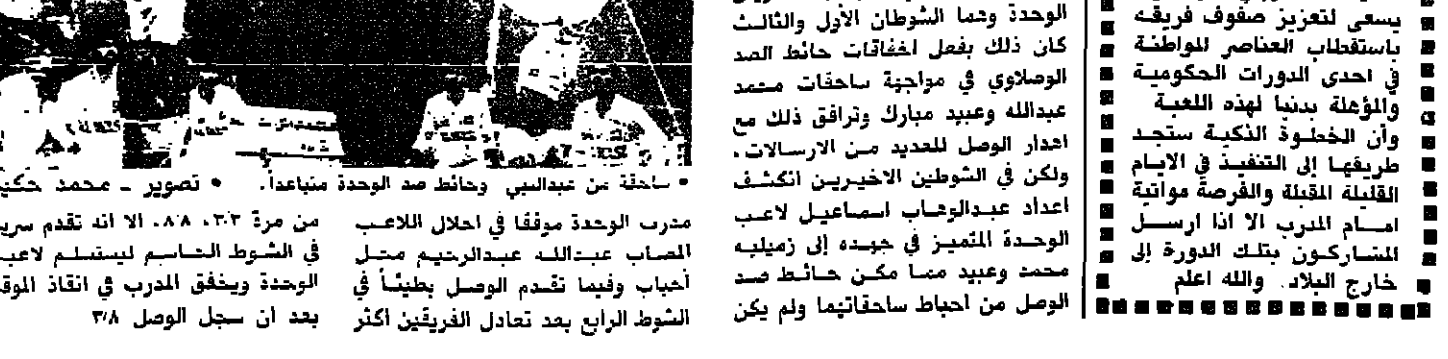 يسعى لتعزيز صفوف فريقه
باستقطاب العناصر المواطنة
في احدى الدورات الحكومية
والمؤهلة بدنيا لهذه اللعبة
وأن الخطوة الذكية ستجد
طريقها إلى التنفيذ في الايام
القليلة المقبلة والفرصة مواتية
امام المدرب الا اذا ارسل
المشاركون بتلك الدورة إلى
خارج البلاد. والله اعلم
الوحدة وهما الشوطان الأول والثالث
كان ذلك بفعل اخفاقات حائط الصد
الوصلاوي في مواجهة ساحقات محمد
عبدالله وعبيد مبارك وترافق ذلك مع
اهدار الوصل للعديد من الارسالات.
ولكن في الشوطين الاخيرين انكشف
اعداد عبدالوهاب اسماعيل لاعب
الوحدة المتميز في جيده إلى زميليه
محمد وعبيد مما مكن حائط صد
الوصل من احباط ساحقاتيما ولم يكن
• ساحقة من عبدالنبي وحائط صد الوحدة متباعداً. • تصوير ـ محمد
مدرب الوحدة موفقا في احلال اللاعب
المصاب عبدالله عبدالرحيم محل
أحباب وفيما تقدم الوصل بطيئاً في
الشوط الرابع بعد تعادل الفريقين أكثر
من مرة ٣/٣، ٨/٨، الا انه تقدم
في الشوط الحاسم ليستسلم
الوحدة ويخفق المدرب في انقاذ
بعد ان سجل الوصل ٣/٨